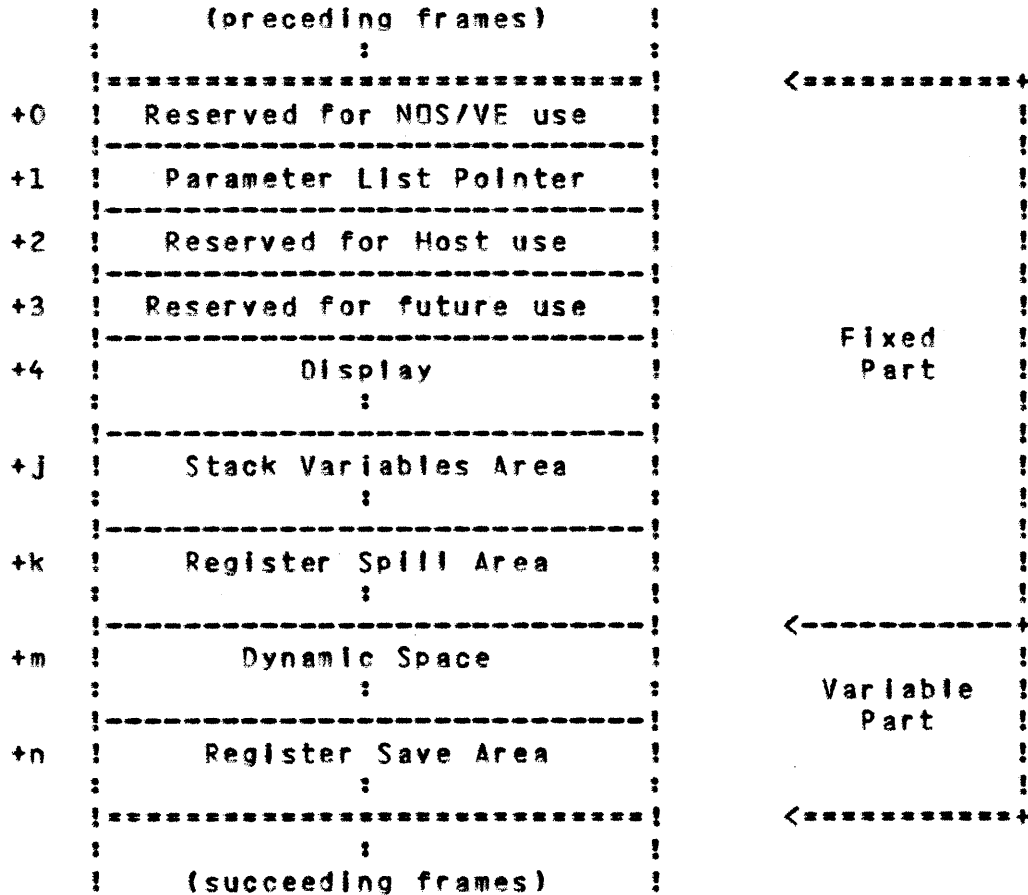 (preceding frames)
+0 Reserved for NOS/VE use
+1 Parameter List Pointer
+2 Reserved for Host use
+3 Reserved for future use
Fixed
+4 Display Part
+j Stack Variables Area
+k Register Spill Area
+m Dynamic Space
Variable
Part
+n Register Save Area
(succeeding frames)